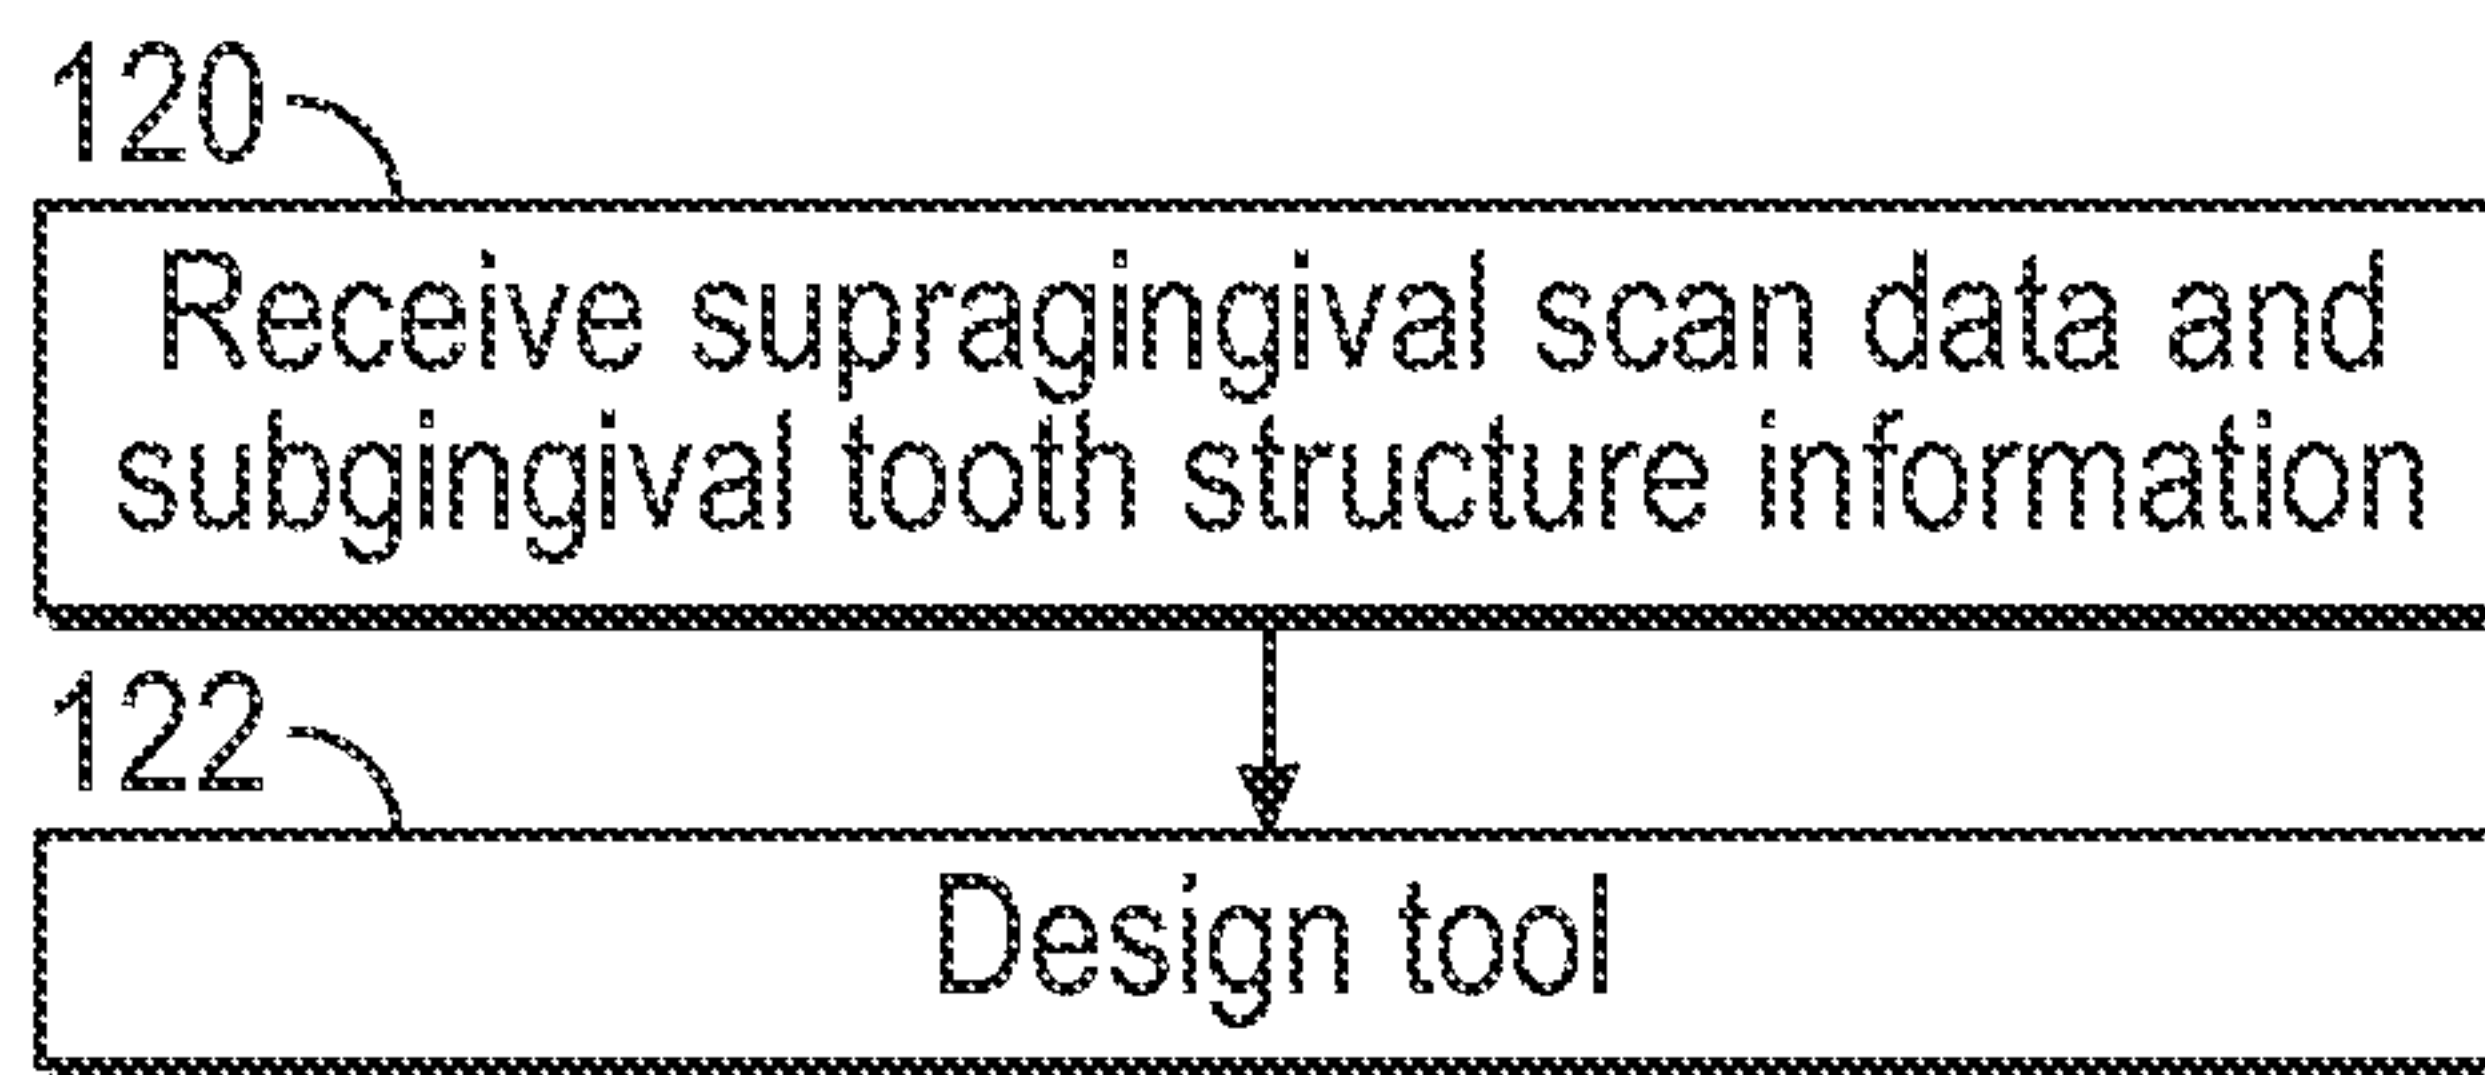 120
Receive supragingival scan data and
subgingival tooth structure information
122
Design tool